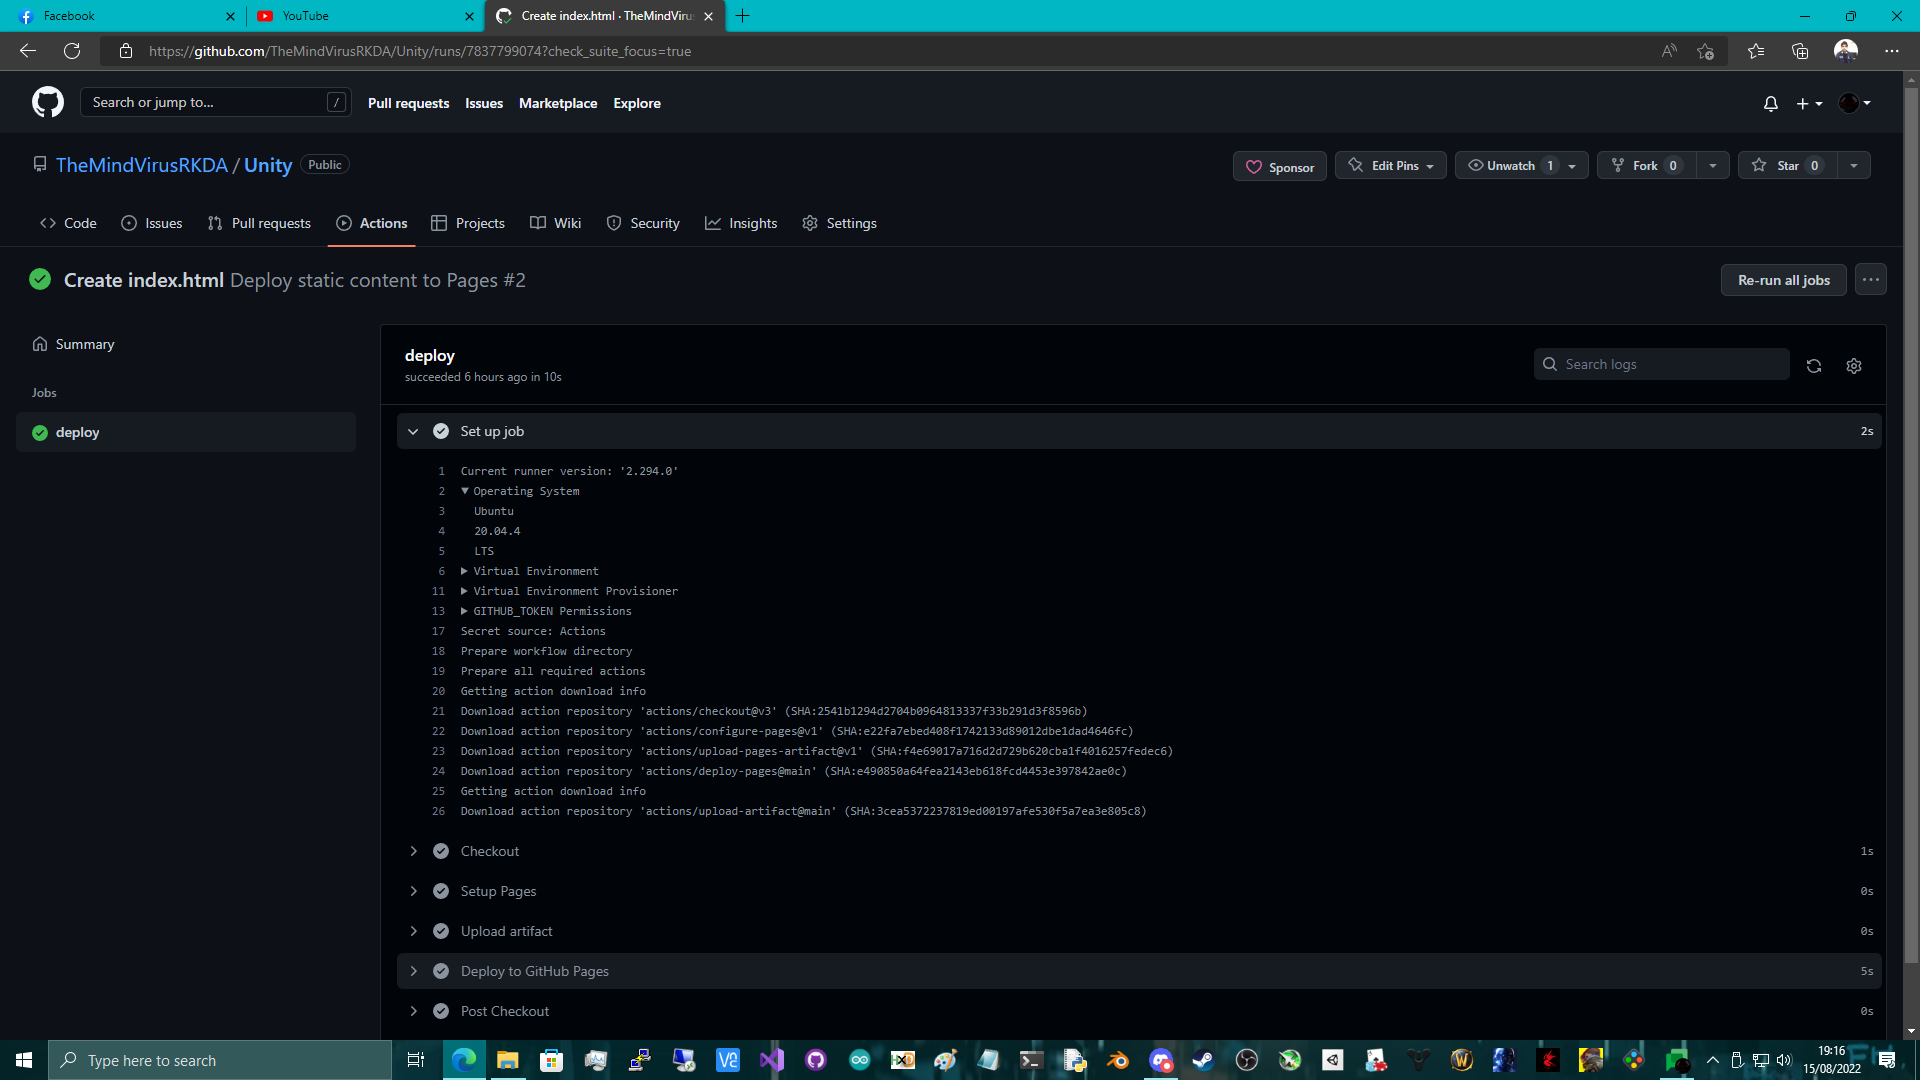 Facebook
YouTube
Create index.html · TheMindViru
https://github.com/TheMindVirusRKDA/Unity/runs/7837799074?check_suite_focus=true
Search or jump to...
/
Pull requests
Issues
Marketplace
Explore
TheMindVirusRKDA / Unity
Public
Sponsor
Edit Pins
Unwatch 1
Fork 0
Star 0
Code
Issues
Pull requests
Actions
Projects
Wiki
Security
Insights
Settings
Create index.html Deploy static content to Pages #2
Re-run all jobs
Summary
Jobs
deploy
deploy
succeeded 6 hours ago in 10s
Search logs
Set up job 2s
1 Current runner version: '2.294.0'
2 Operating System
3 Ubuntu
4 20.04.4
5 LTS
6 Virtual Environment
11 Virtual Environment Provisioner
13 GITHUB_TOKEN Permissions
17 Secret source: Actions
18 Prepare workflow directory
19 Prepare all required actions
20 Getting action download info
21 Download action repository 'actions/checkout@v3' (SHA:2541b1294d2704b0964813337f33b291d3f8596b)
22 Download action repository 'actions/configure-pages@v1' (SHA:e22fa7ebed408f1742133d89012dbe1dad4646fc)
23 Download action repository 'actions/upload-pages-artifact@v1' (SHA:f4e69017a716d2d729b620cba1f4016257fedec6)
24 Download action repository 'actions/deploy-pages@main' (SHA:e490850a64fea2143eb618fcd4453e397842ae0c)
25 Getting action download info
26 Download action repository 'actions/upload-artifact@main' (SHA:3cea5372237819ed00197afe530f5a7ea3e805c8)
Checkout 1s
Setup Pages 0s
Upload artifact 0s
Deploy to GitHub Pages 5s
Post Checkout 0s
Type here to search
19:16
15/08/2022